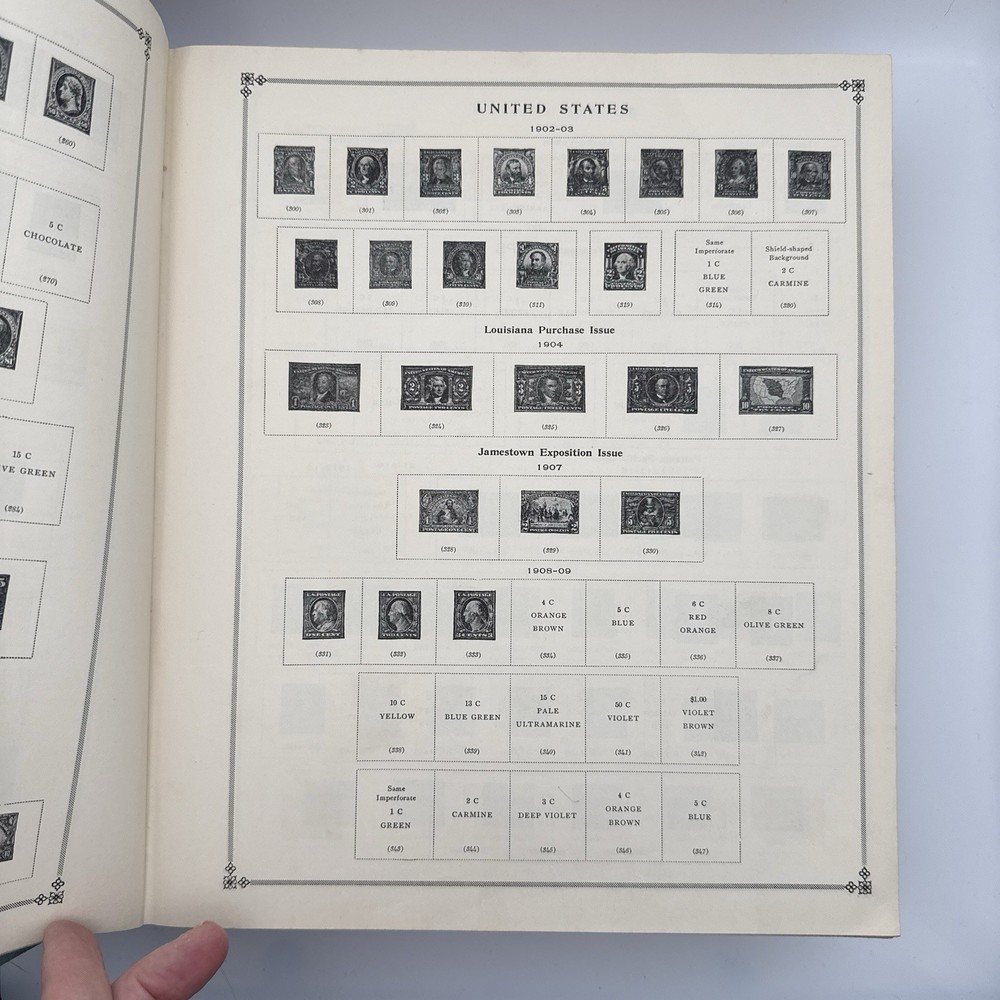 (260)
5 C
CHOCOLATE
(270)
15 C
VE GREEN
(284)
UNITED STATES
1902-03
(300)
(301)
(302)
(303)
(304)
(305)
(306)
(307)
(308)
(309)
(310)
(311)
(319)
Same
Imperforate
1 C
BLUE
GREEN
(314)
Shield-shaped
Background
2 C
CARMINE
(320)
Louisiana Purchase Issue
1904
(323)
(324)
(325)
(326)
(327)
Jamestown Exposition Issue
1907
(328)
(329)
(330)
1908-09
(331)
(332)
(333)
4 C
ORANGE
BROWN
(334)
5 C
BLUE
(335)
6 C
RED
ORANGE
(336)
8 C
OLIVE GREEN
(337)
10 C
YELLOW
(338)
13 C
BLUE GREEN
(339)
15 C
PALE
ULTRAMARINE
(340)
50 C
VIOLET
(341)
$1.00
VIOLET
BROWN
(342)
Same
Imperforate
1 C
GREEN
(343)
2 C
CARMINE
(344)
3 C
DEEP VIOLET
(345)
4 C
ORANGE
BROWN
(346)
5 C
BLUE
(347)